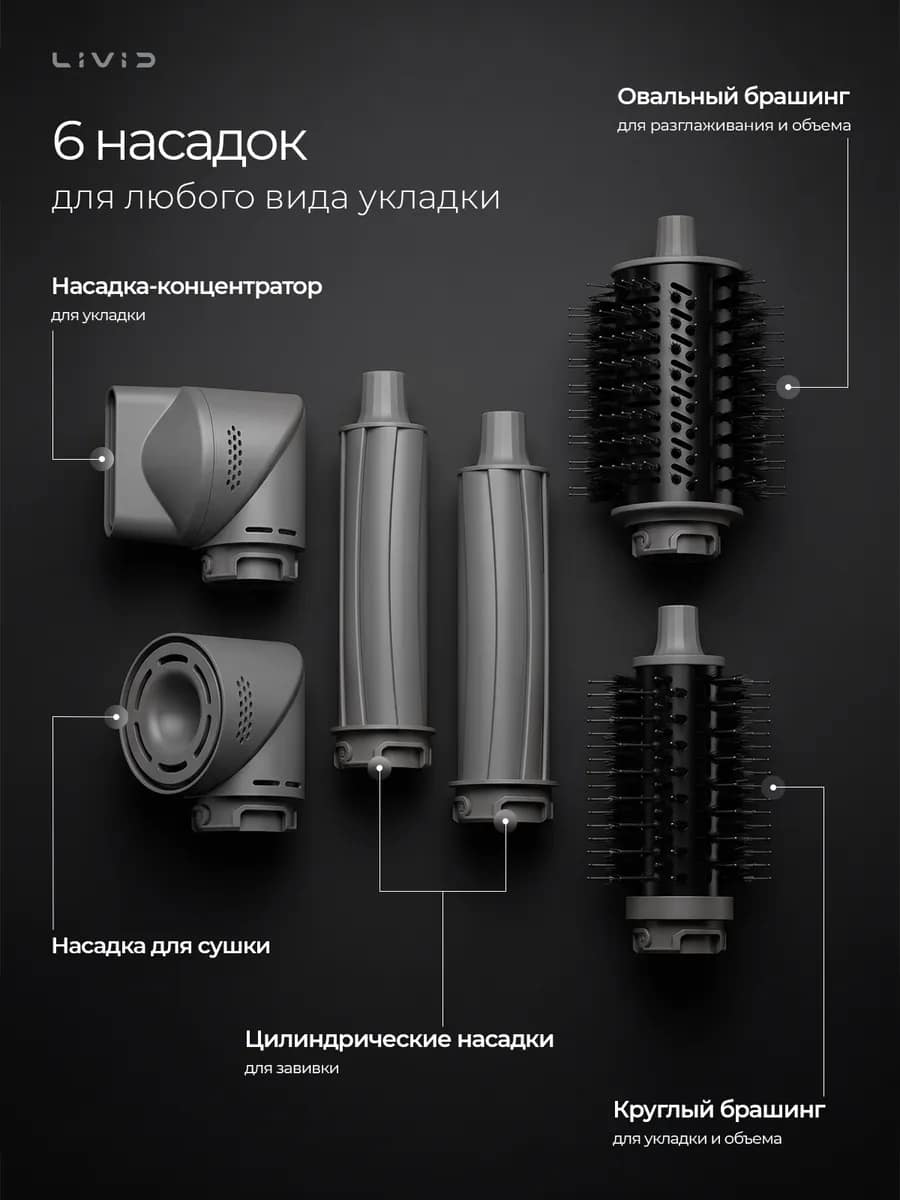 LIVID
6 насадок
для любого вида укладки
Овальный брашинг
для разглаживания и объема
Насадка-концентратор
для укладки
Насадка для сушки
Цилиндрические насадки
для завивки
Круглый брашинг
для укладки и объема